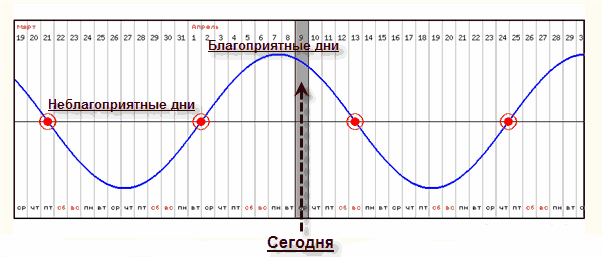 Март Апрель
19 20 21 22 23 24 25 26 27 28 29 30 31 1 2 3 4 5 6 7 8 9 10 11 12 13 14 15 16 17 18 19 20 21 22 23 24 25 26 27 28 29 3
Благоприятные дни
Неблагоприятные дни
ср чт пт сб вс пн вт ср чт пт сб вс пн вт ср чт пт сб вс пн вт ср чт пт сб вс пн вт ср чт пт сб вс пн вт ср чт пт сб вс пн вт с
Сегодня